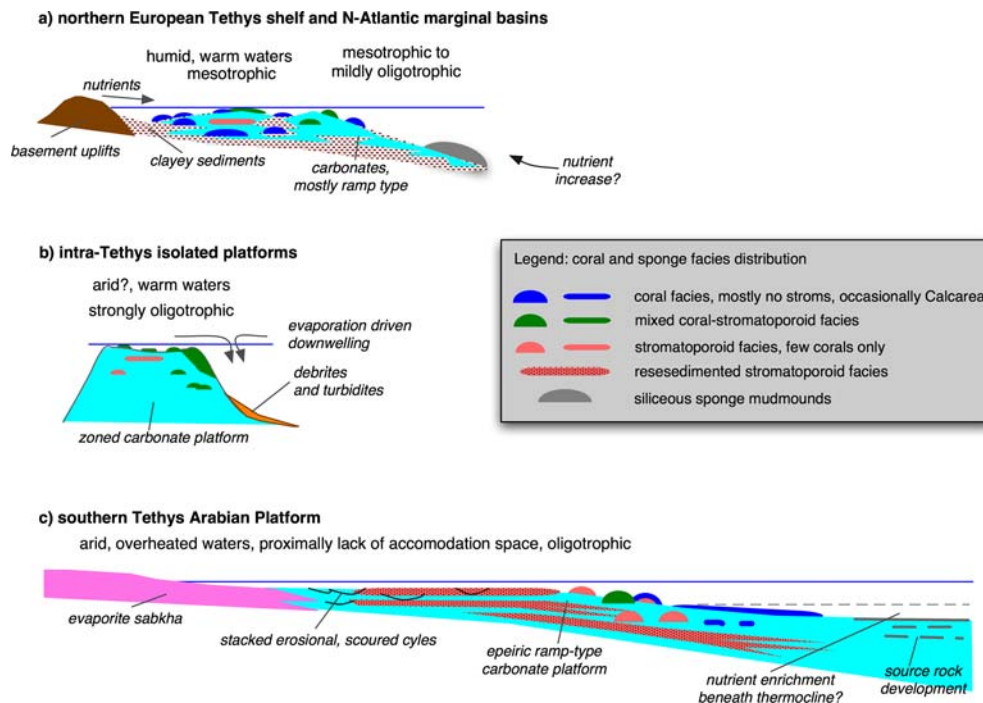 a) northern European Tethys shelf and N-Atlantic marginal basins
humid, warm waters
mesotrophic
mesotrophic to
mildly oligotrophic
nutrients
basement uplifts
clayey sediments
carbonates,
mostly ramp type
nutrient
increase?
b) intra-Tethys isolated platforms
arid?, warm waters
strongly oligotrophic
evaporation driven
downwelling
debrites
and turbidites
zoned carbonate platform
Legend: coral and sponge facies distribution
coral facies, mostly no stroms, occasionally Calcarea
mixed coral-stromatoporoid facies
stromatoporoid facies, few corals only
resesedimented stromatoporoid facies
siliceous sponge mudmounds
c) southern Tethys Arabian Platform
arid, overheated waters, proximally lack of accomodation space, oligotrophic
evaporite sabkha
stacked erosional, scoured cyles
epeiric ramp-type
carbonate platform
nutrient enrichment
beneath thermocline?
source rock
development